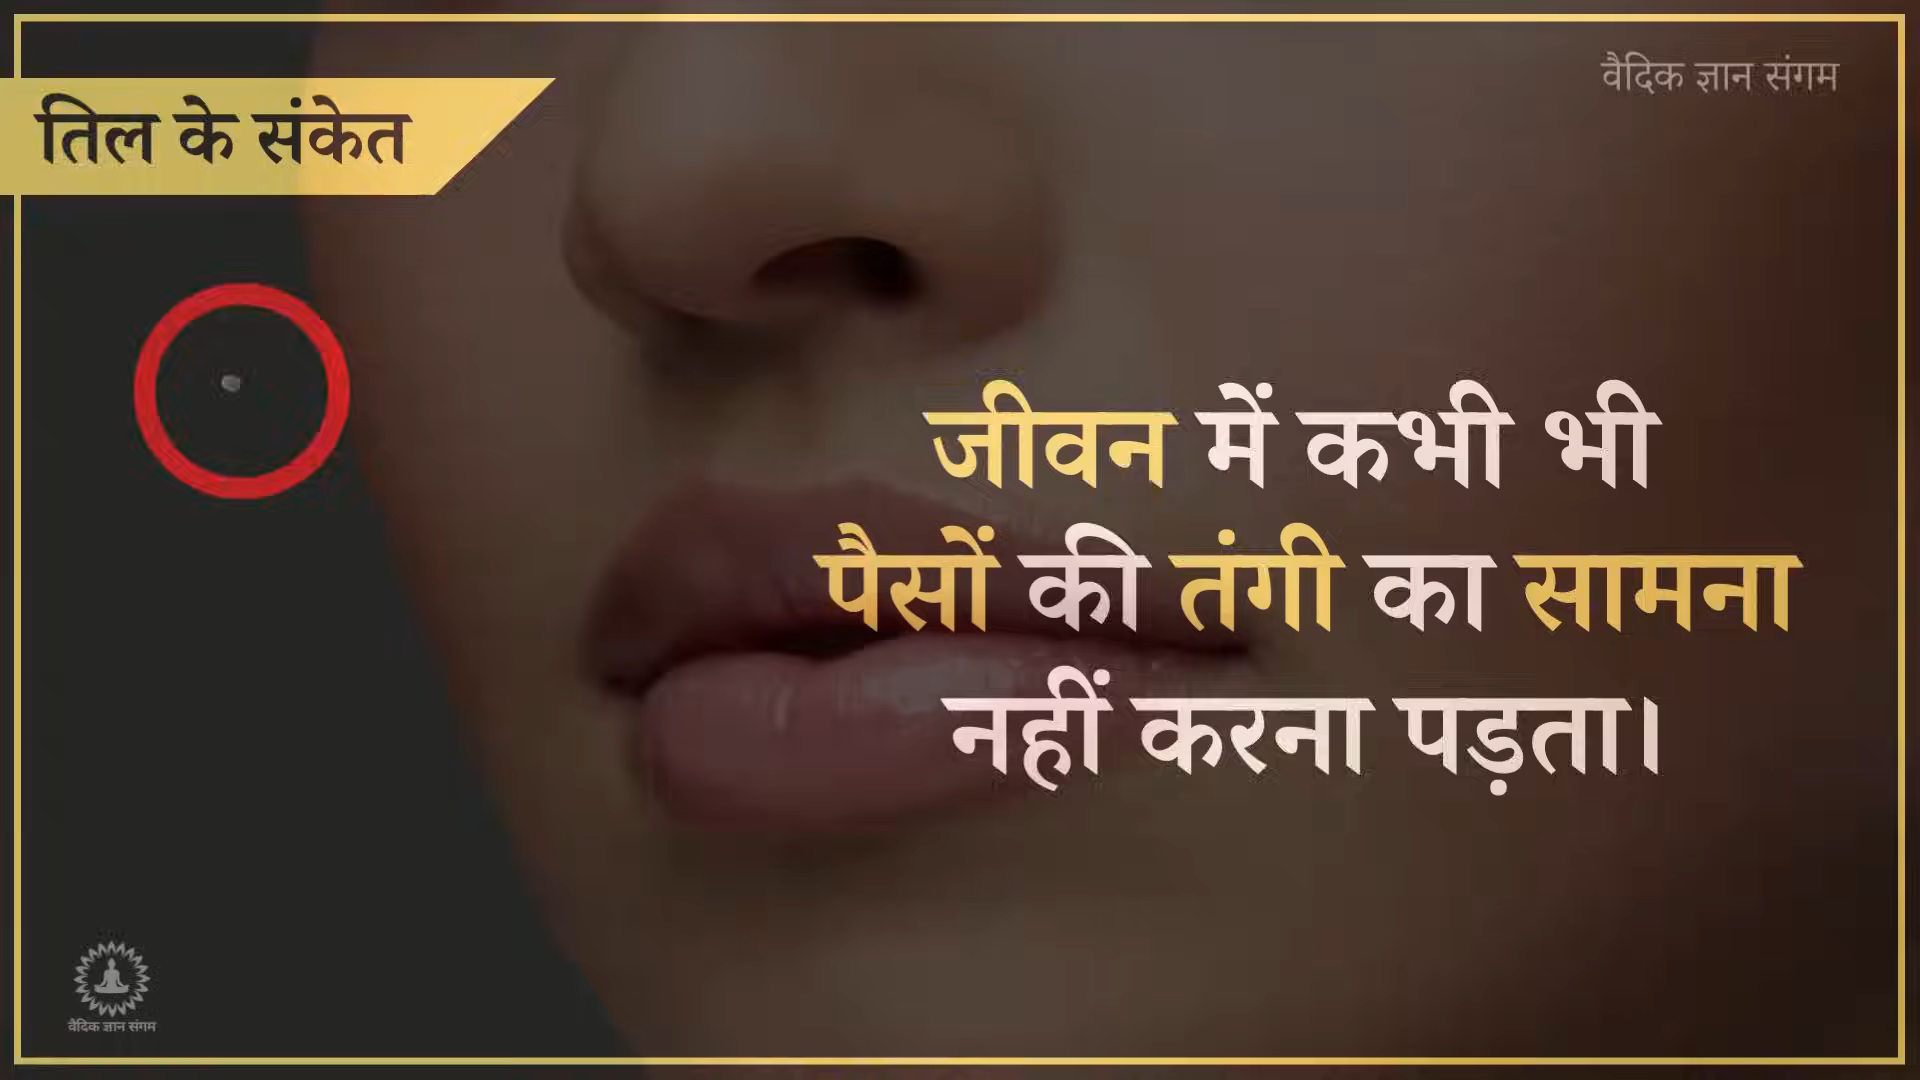 वैदिक ज्ञान संगम
तिल के संकेत
जीवन में कभी भी
पैसों की तंगी का सामना
नहीं करना पड़ता।
वैदिक ज्ञान संगम